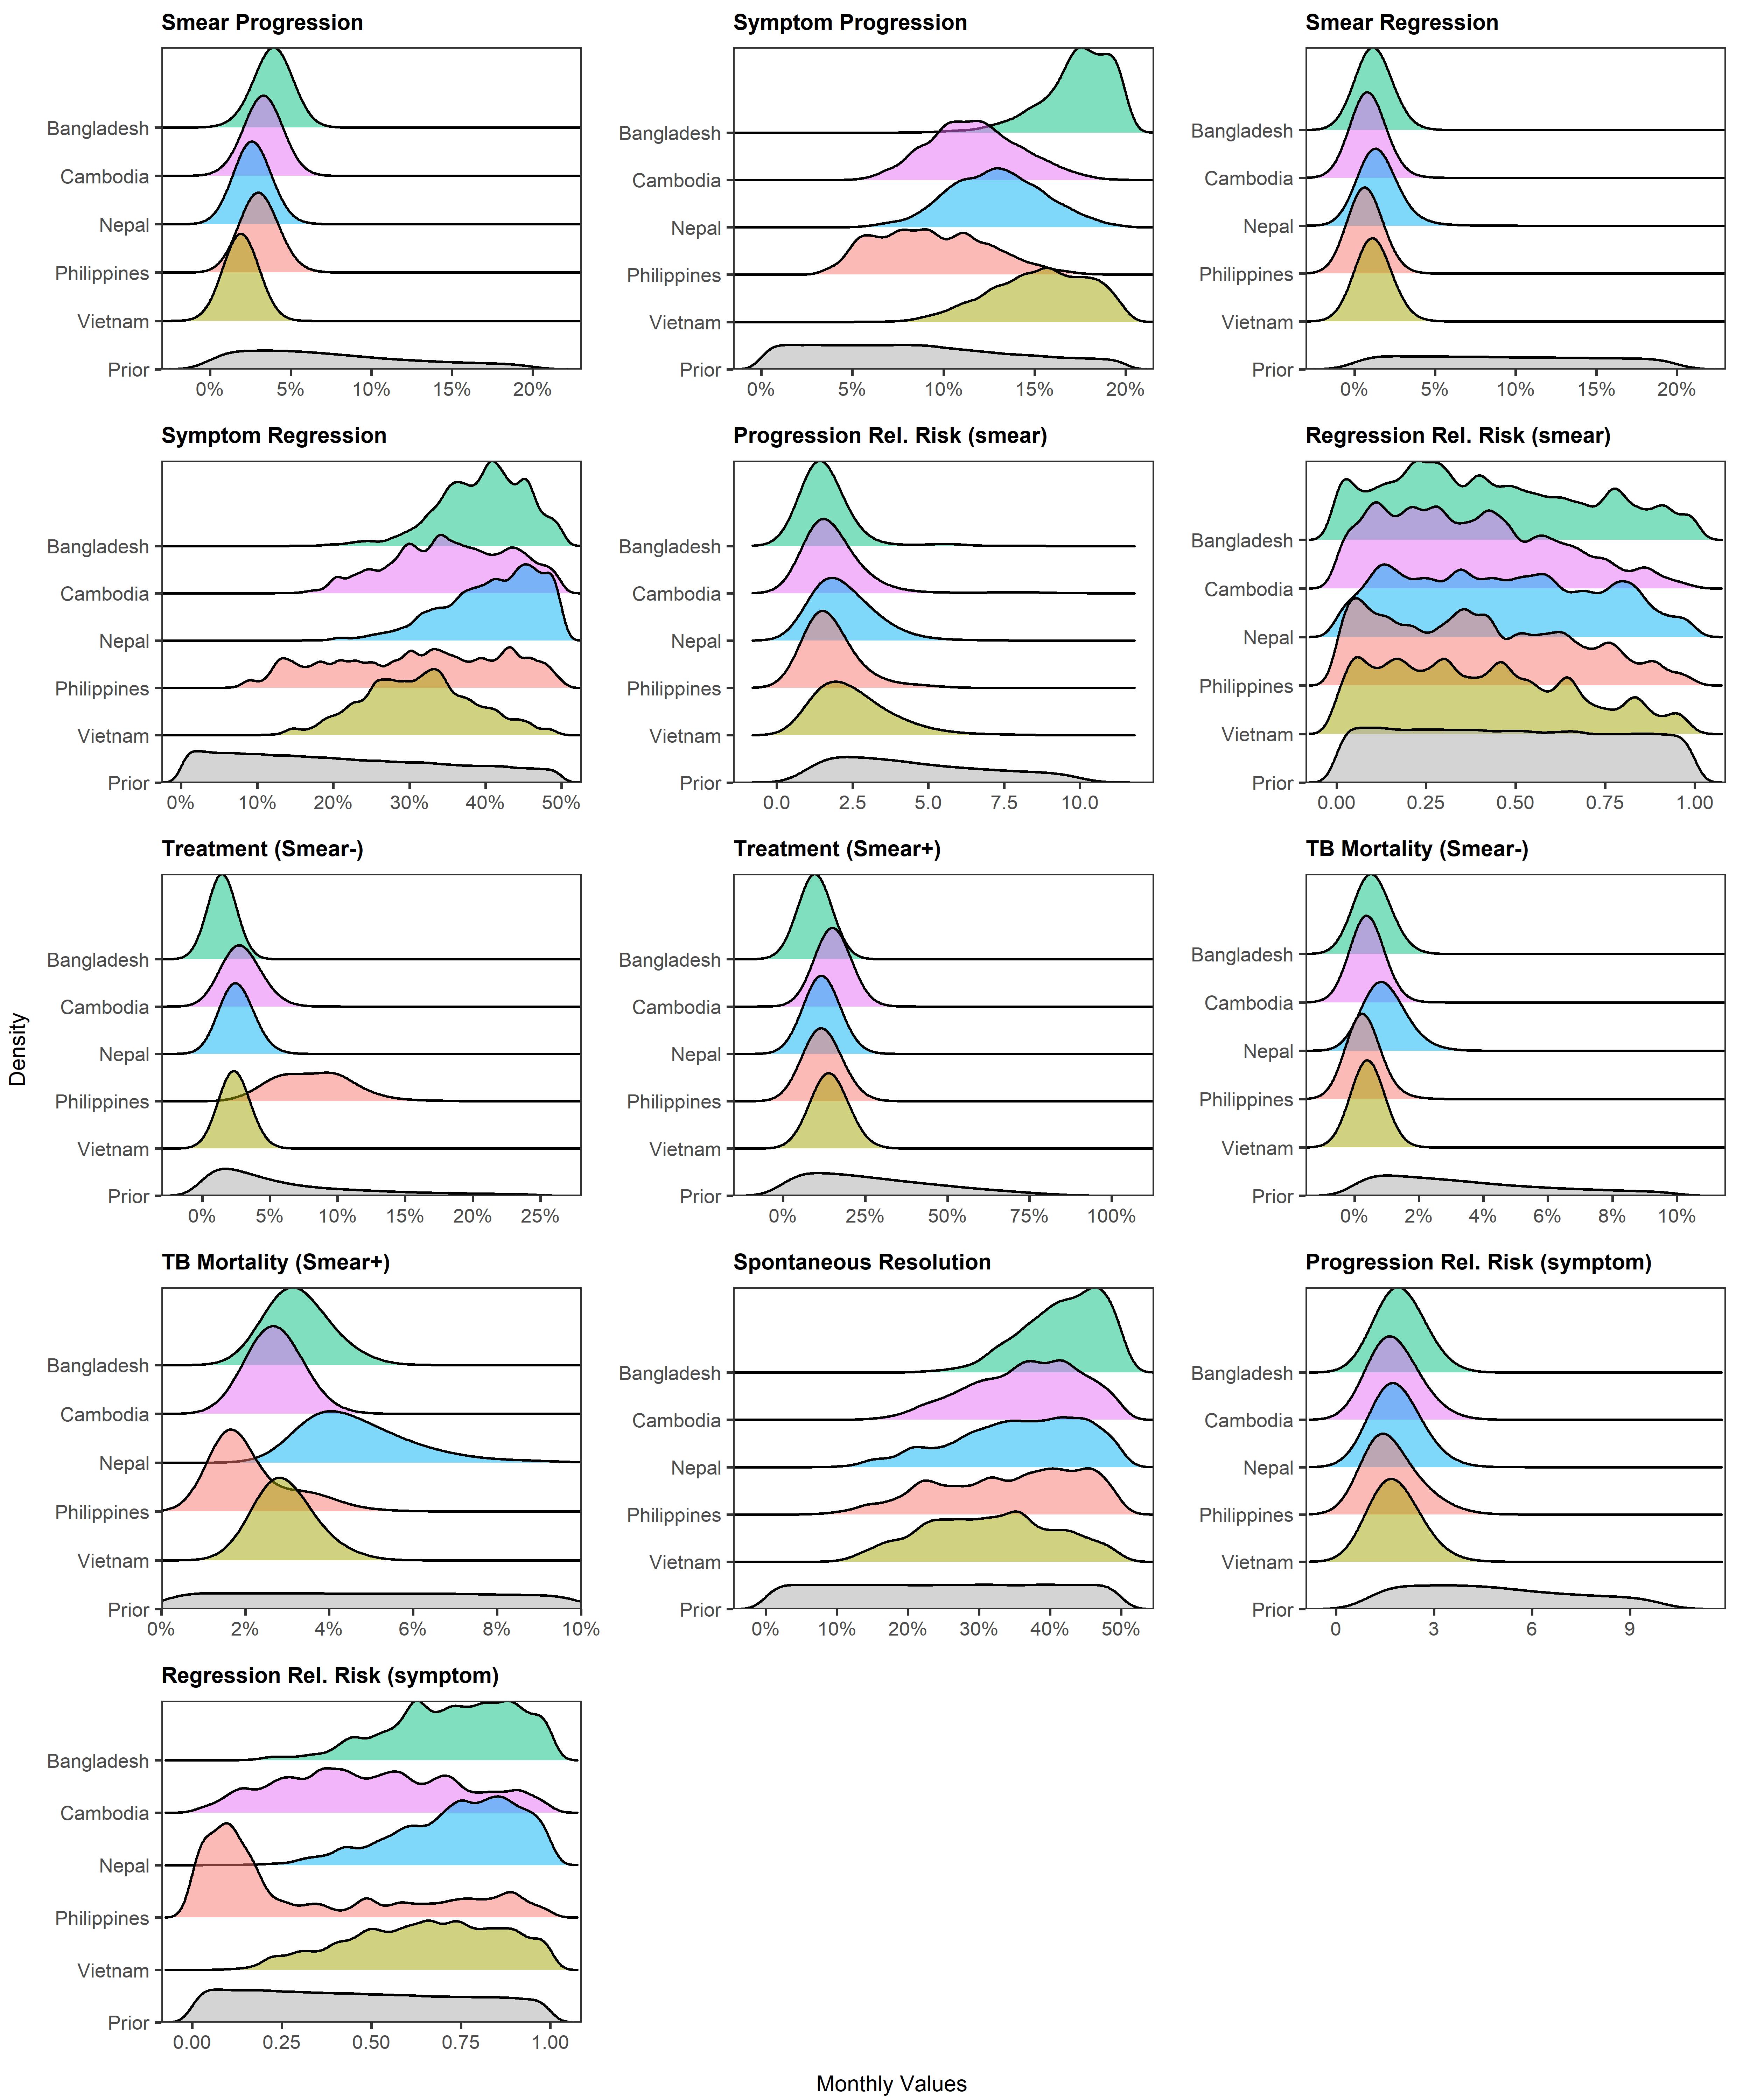 Smear Progression
Symptom Progression
Smear Regression
Bangladesh
Cambodia
Nepal
Philippines
Vietnam
Prior
0% 5% 10% 15% 20%
Bangladesh
Cambodia
Nepal
Philippines
Vietnam
Prior
0% 5% 10% 15% 20%
Bangladesh
Cambodia
Nepal
Philippines
Vietnam
Prior
0% 5% 10% 15% 20%
Symptom Regression
Progression Rel. Risk (smear)
Regression Rel. Risk (smear)
Bangladesh
Cambodia
Nepal
Philippines
Vietnam
Prior
0% 10% 20% 30% 40% 50%
Bangladesh
Cambodia
Nepal
Philippines
Vietnam
Prior
0.0 2.5 5.0 7.5 10.0
Bangladesh
Cambodia
Nepal
Philippines
Vietnam
Prior
0.00 0.25 0.50 0.75 1.00
Treatment (Smear-)
Treatment (Smear+)
TB Mortality (Smear-)
Bangladesh
Cambodia
Nepal
Philippines
Vietnam
Prior
0% 5% 10% 15% 20% 25%
Bangladesh
Cambodia
Nepal
Philippines
Vietnam
Prior
0% 25% 50% 75% 100%
Bangladesh
Cambodia
Nepal
Philippines
Vietnam
Prior
0% 2% 4% 6% 8% 10%
Density
TB Mortality (Smear+)
Spontaneous Resolution
Progression Rel. Risk (symptom)
Bangladesh
Cambodia
Nepal
Philippines
Vietnam
Prior
0% 2% 4% 6% 8% 10%
Bangladesh
Cambodia
Nepal
Philippines
Vietnam
Prior
0% 10% 20% 30% 40% 50%
Bangladesh
Cambodia
Nepal
Philippines
Vietnam
Prior
0 3 6 9
Regression Rel. Risk (symptom)
Bangladesh
Cambodia
Nepal
Philippines
Vietnam
Prior
0.00 0.25 0.50 0.75 1.00
Monthly Values